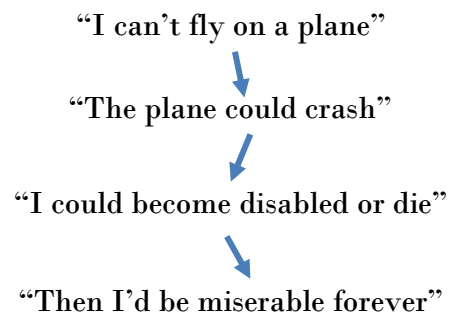 “I can’t fly on a plane”
“The plane could crash”
“I could become disabled or die”
“Then I’d be miserable forever”